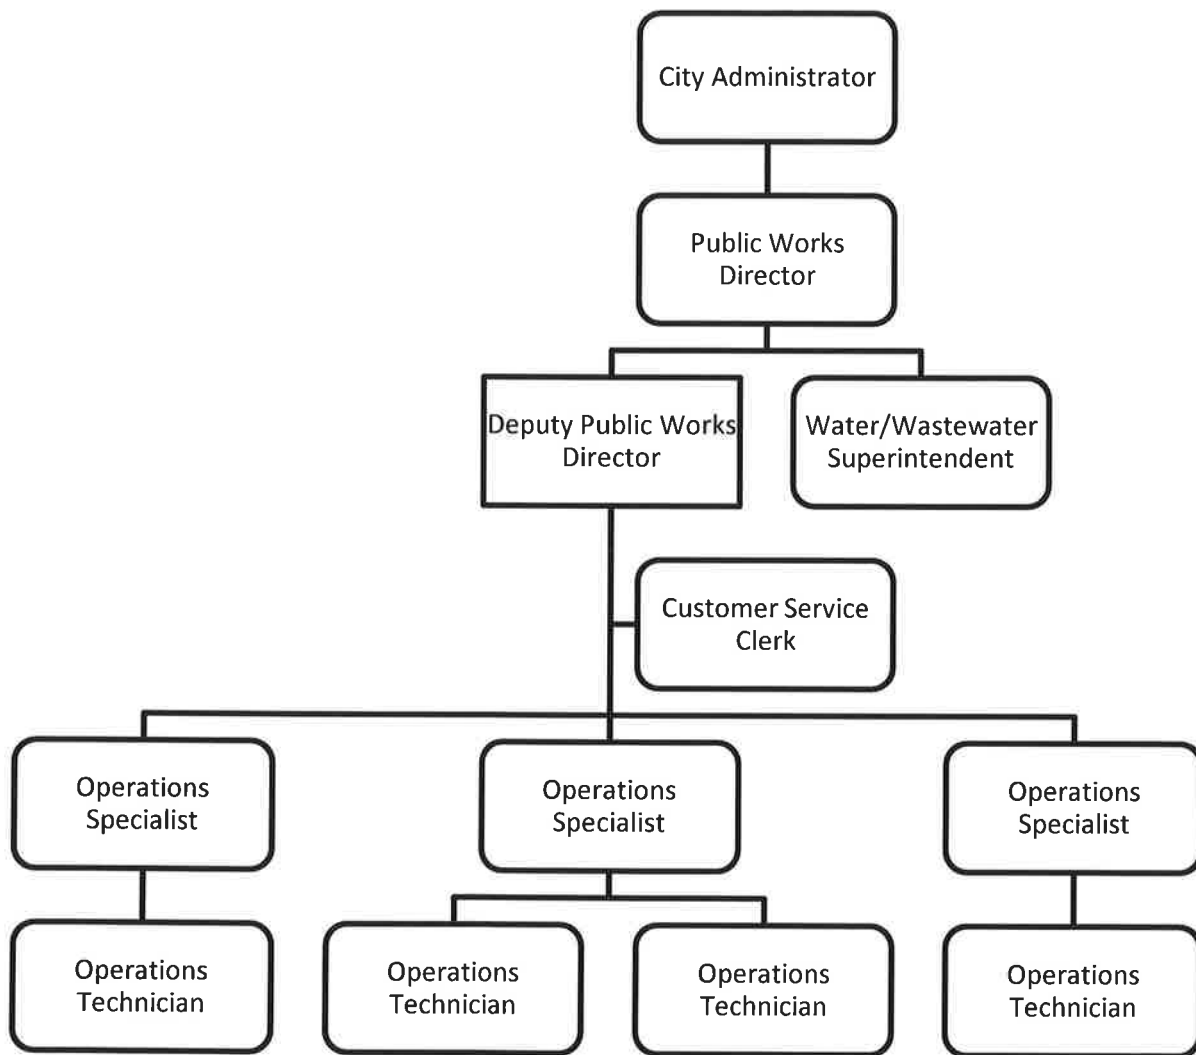 City Administrator
Public Works
Director
Deputy Public Works
Director
Water/Wastewater
Superintendent
Customer Service
Clerk
Operations
Specialist
Operations
Specialist
Operations
Specialist
Operations
Technician
Operations
Technician
Operations
Technician
Operations
Technician